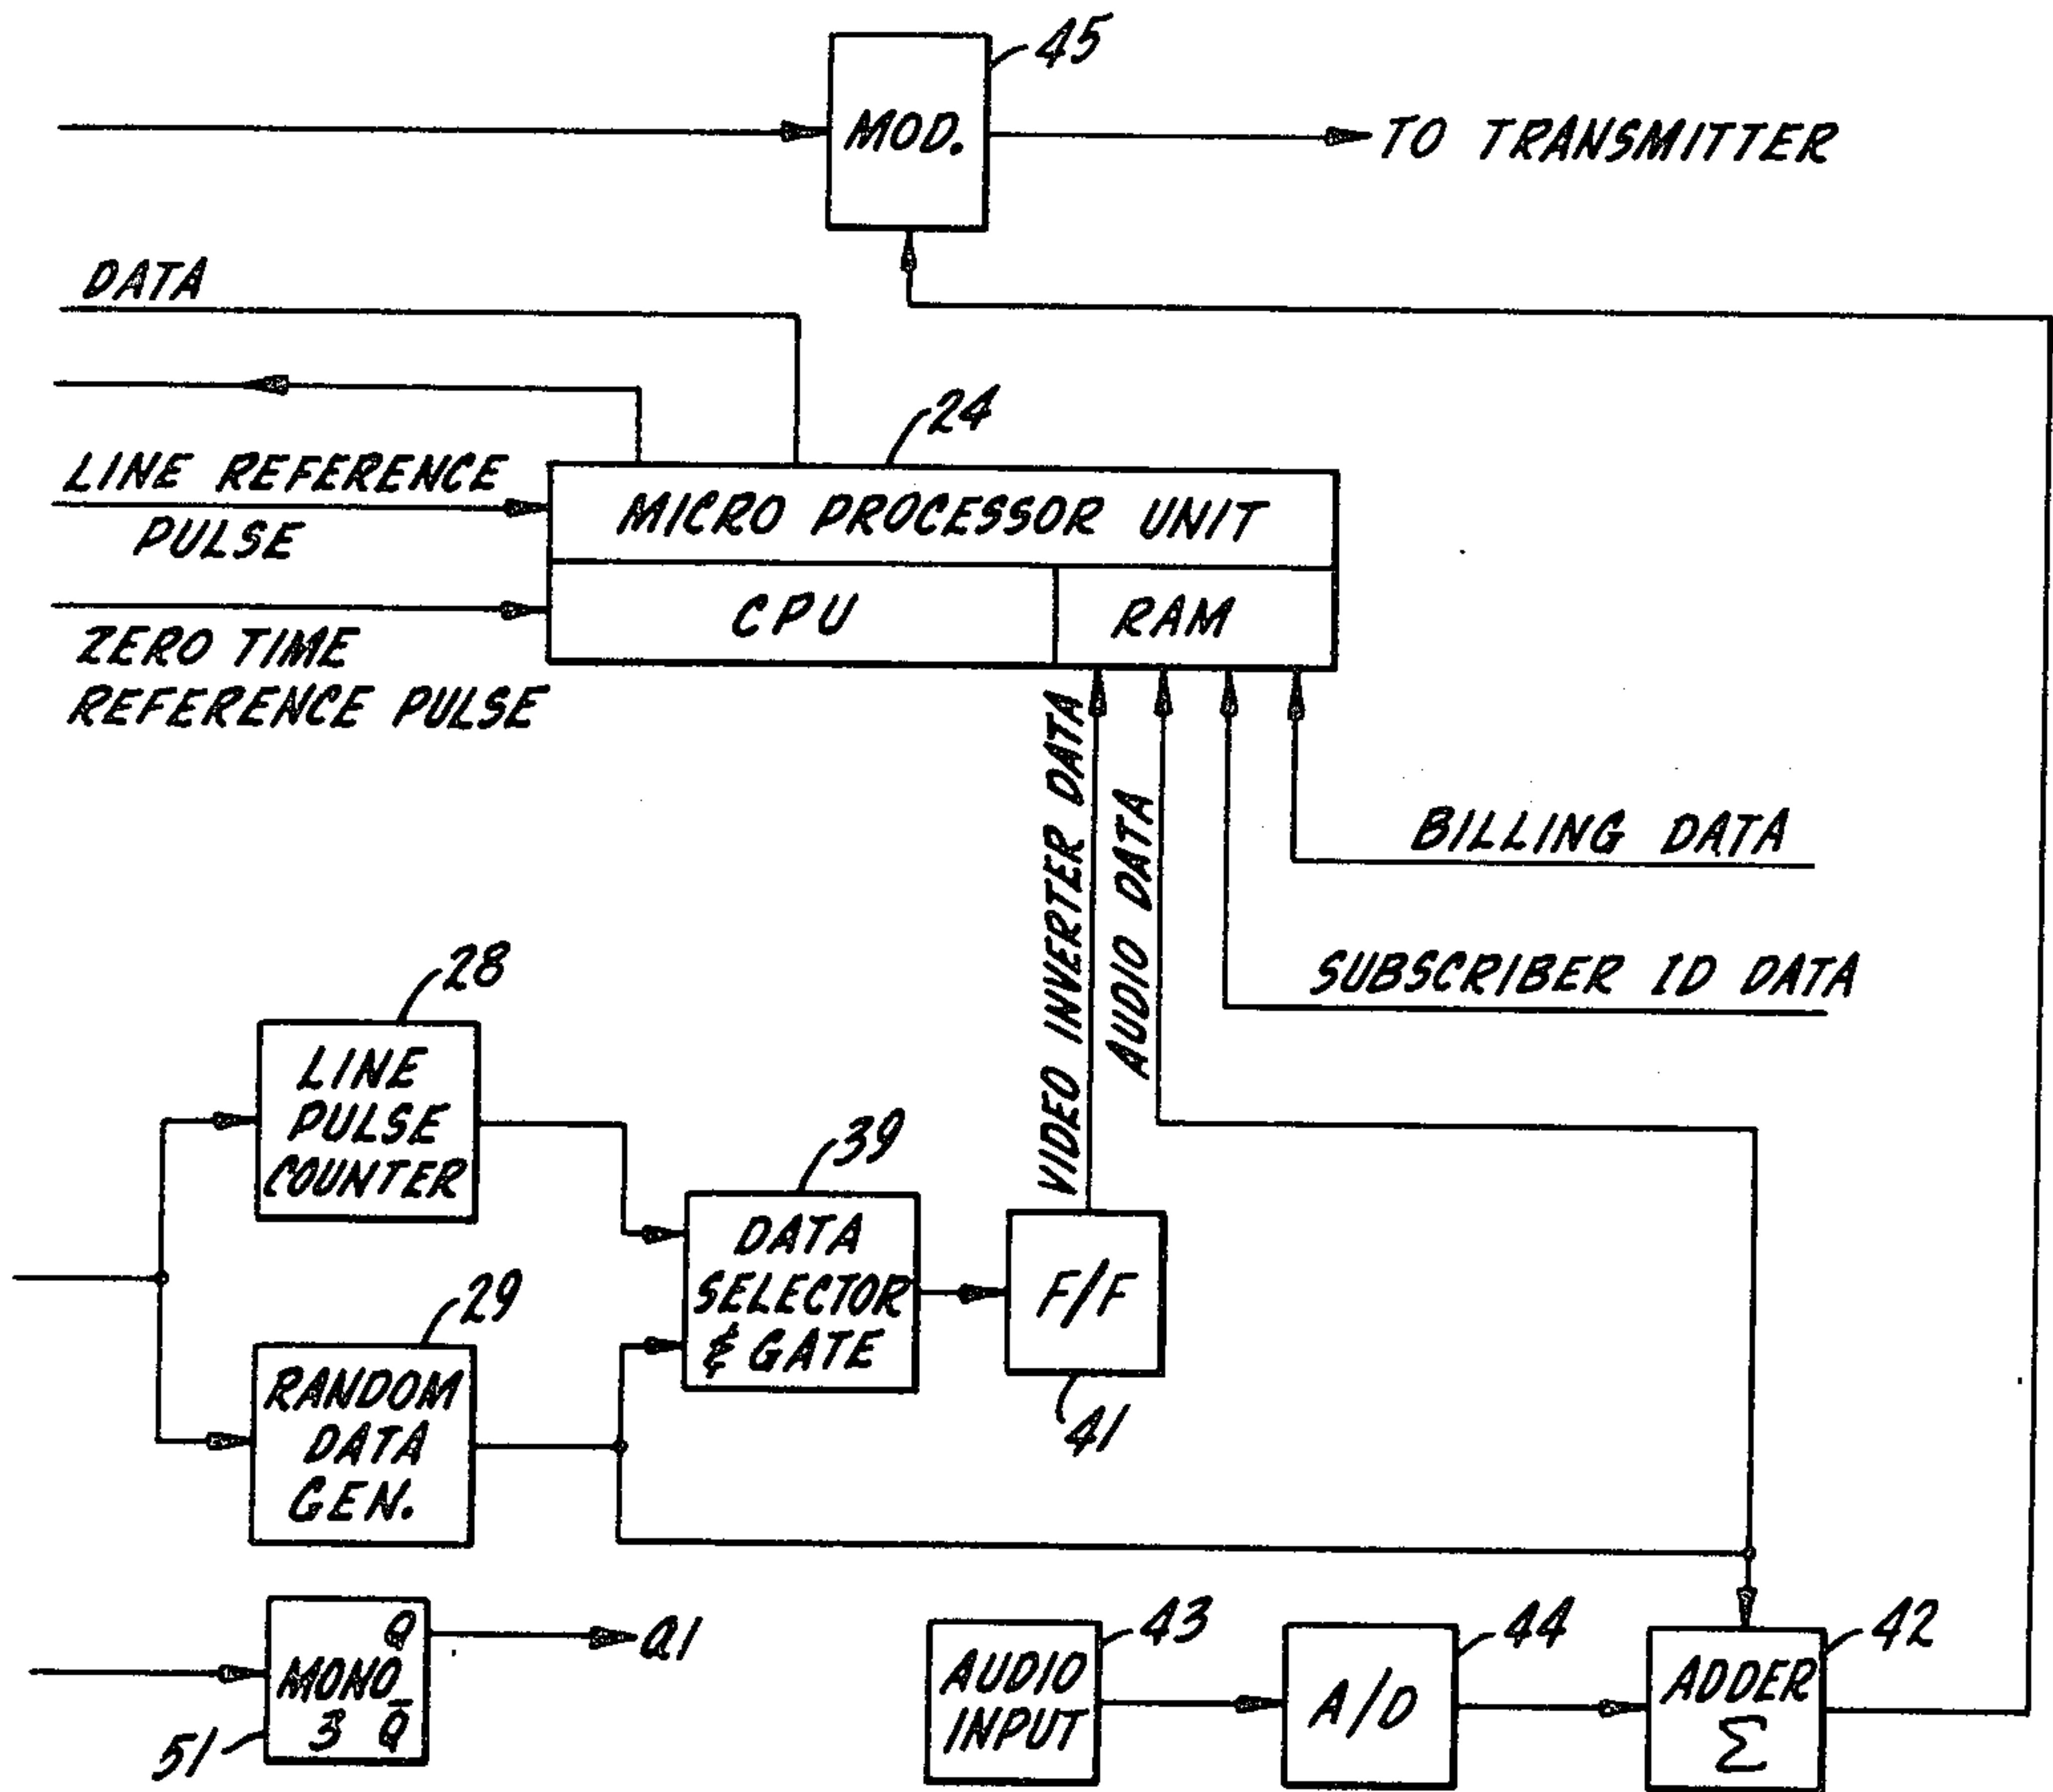 45
MOD.
TO TRANSMITTER
DATA
24
LINE REFERENCE
PULSE
MICRO PROCESSOR UNIT
CPU
RAM
ZERO TIME
REFERENCE PULSE
VIDEO INVERTER DATA
AUDIO DATA
BILLING DATA
SUBSCRIBER ID DATA
28
LINE
PULSE
COUNTER
39
DATA
SELECTOR
& GATE
F/F
41
29
RANDOM
DATA
GEN.
Q
MONO
3 Q̄
51
Q1
43
AUDIO
INPUT
44
A/D
42
ADDER
Σ